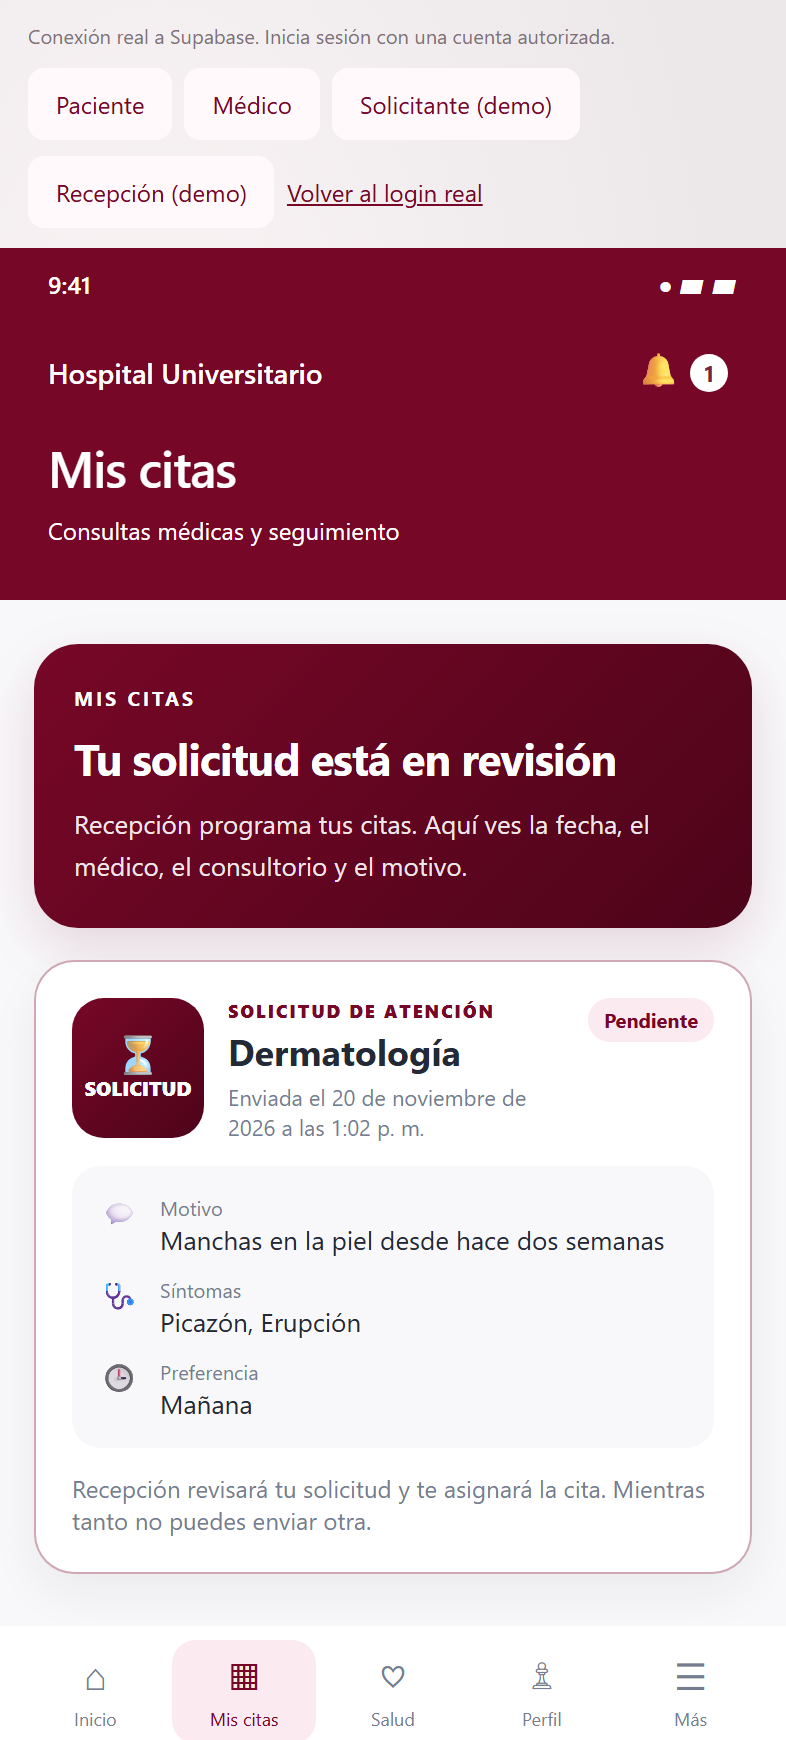 Conexión real a Supabase. Inicia sesión con una cuenta autorizada.
Paciente
Médico
Solicitante (demo)
Recepción (demo)
Volver al login real
9:41
Hospital Universitario
1
Mis citas
Consultas médicas y seguimiento
MIS CITAS
Tu solicitud está en revisión
Recepción programa tus citas. Aquí ves la fecha, el
médico, el consultorio y el motivo.
SOLICITUD
SOLICITUD DE ATENCIÓN
Dermatología
Enviada el 20 de noviembre de
2026 a las 1:02 p. m.
Pendiente
Motivo
Manchas en la piel desde hace dos semanas
Síntomas
Picazón, Erupción
Preferencia
Mañana
Recepción revisará tu solicitud y te asignará la cita. Mientras
tanto no puedes enviar otra.
Inicio
Mis citas
Salud
Perfil
Más